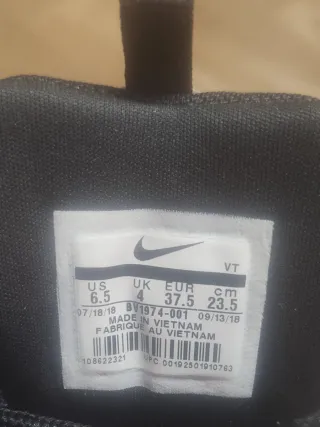 VT
US UK EUR cm
6.5 4 37.5 23.5
07/18/18 BV1974-001 09/13/18
MADE IN VIETNAM
FABRIQUE AU VIETNAM
108622321 UPC 00192501910763